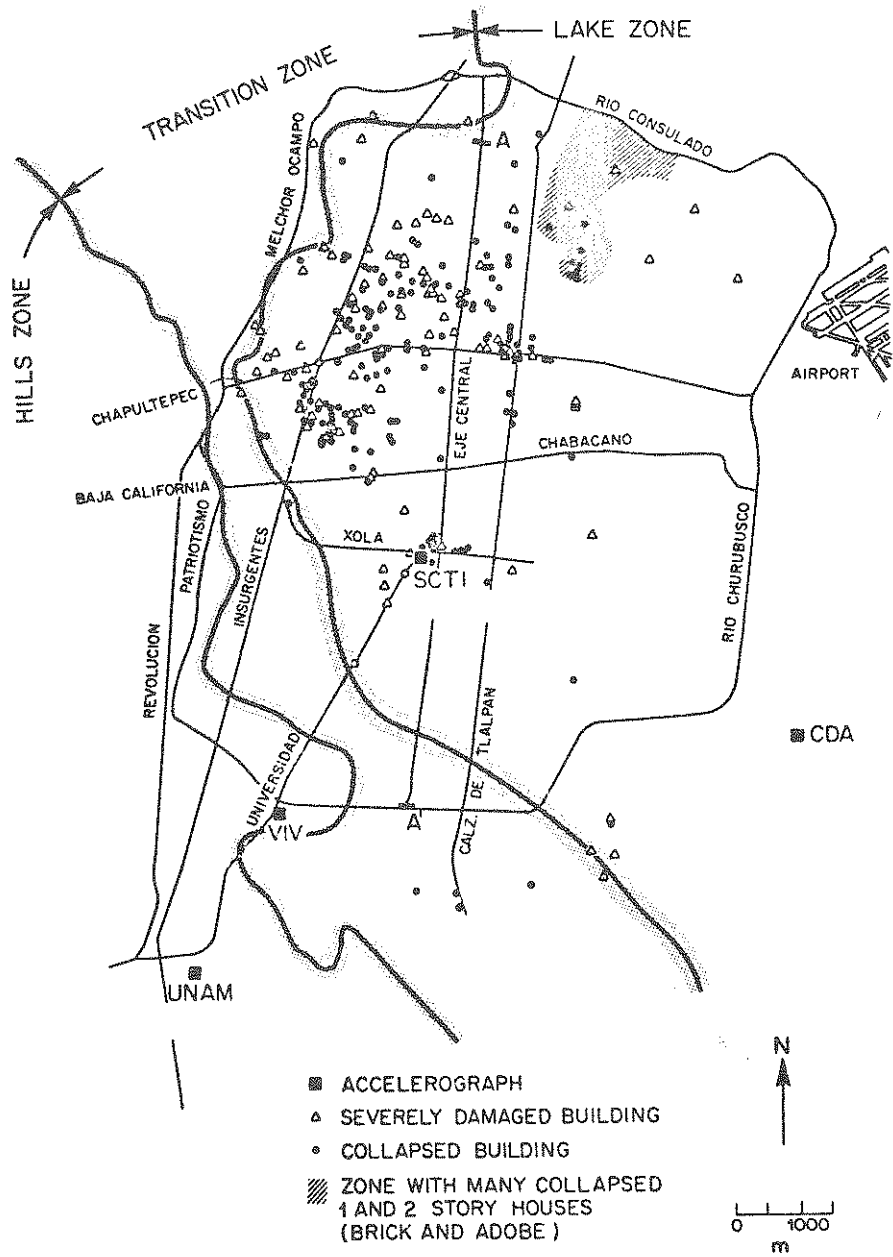 LAKE ZONE
TRANSITION ZONE
HILLS ZONE
RIO CONSULADO
MELCHOR OCAMPO
A
AIRPORT
CHAPULTEPEC
EJE CENTRAL
CHABACANO
BAJA CALIFORNIA
XOLA
SCTI
PATRIOTISMO
INSURGENTES
REVOLUCION
RIO CHURUBUSCO
CALZ. DE TLALPAN
UNIVERSIDAD
CDA
VIV
A'
UNAM
N
ACCELEROGRAPH
SEVERELY DAMAGED BUILDING
COLLAPSED BUILDING
ZONE WITH MANY COLLAPSED
1 AND 2 STORY HOUSES
(BRICK AND ADOBE)
0 1000
m